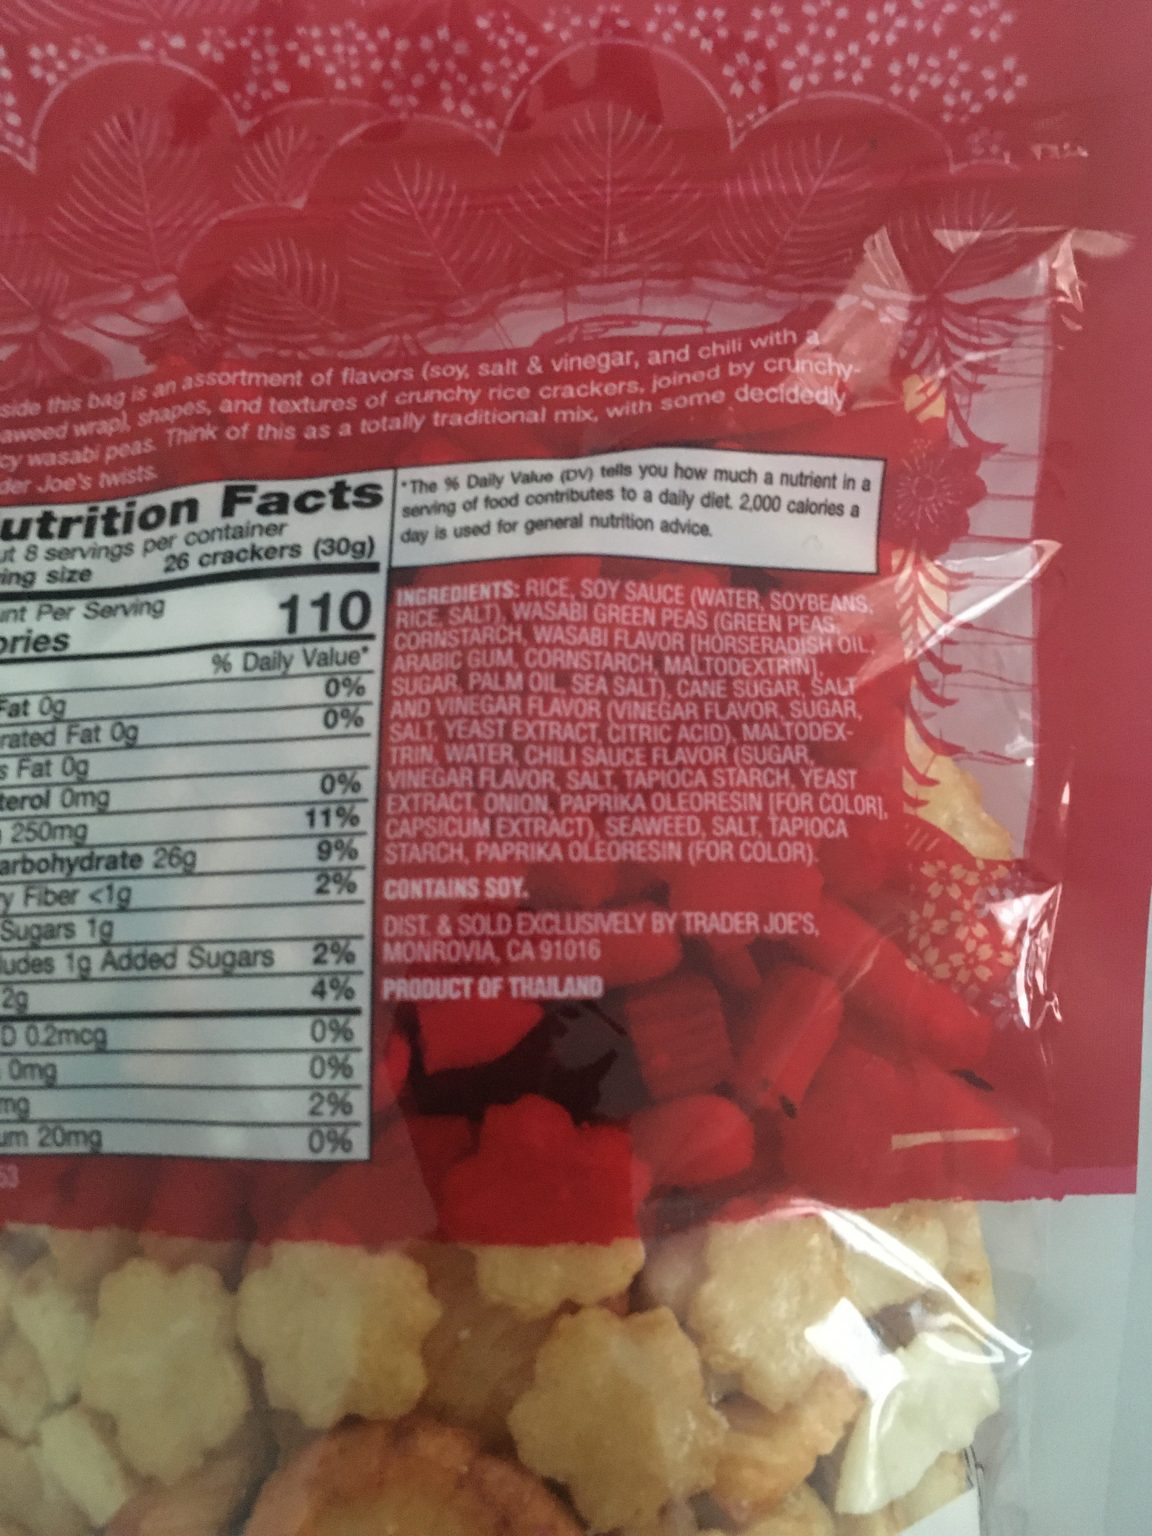 side this bag is an assortment of flavors (soy, salt & vinegar, and chili with a
aweed wrap), shapes, and textures of crunchy rice crackers, joined by crunchy-
cy wasabi peas. Think of this as a totally traditional mix, with some decidedly
der Joe's twists.
utrition Facts
ut 8 servings per container
ing size 26 crackers (30g)
unt Per Serving
ories 110
% Daily Value*
Fat 0g 0%
rated Fat 0g 0%
s Fat 0g
terol 0mg 0%
250mg 11%
arbohydrate 26g 9%
y Fiber <1g 2%
Sugars 1g
udes 1g Added Sugars 2%
2g 4%
D 0.2mcg 0%
0mg 0%
mg 2%
um 20mg 0%
53
*The % Daily Value (DV) tells you how much a nutrient in a
serving of food contributes to a daily diet. 2,000 calories a
day is used for general nutrition advice.
INGREDIENTS: RICE, SOY SAUCE (WATER, SOYBEANS,
RICE, SALT), WASABI GREEN PEAS (GREEN PEAS,
CORNSTARCH, WASABI FLAVOR [HORSERADISH OIL,
ARABIC GUM, CORNSTARCH, MALTODEXTRIN],
SUGAR, PALM OIL, SEA SALT), CANE SUGAR, SALT
AND VINEGAR FLAVOR (VINEGAR FLAVOR, SUGAR,
SALT, YEAST EXTRACT, CITRIC ACID), MALTODEX-
TRIN, WATER, CHILI SAUCE FLAVOR (SUGAR,
VINEGAR FLAVOR, SALT, TAPIOCA STARCH, YEAST
EXTRACT, ONION, PAPRIKA OLEORESIN [FOR COLOR],
CAPSICUM EXTRACT), SEAWEED, SALT, TAPIOCA
STARCH, PAPRIKA OLEORESIN (FOR COLOR).
CONTAINS SOY.
DIST. & SOLD EXCLUSIVELY BY TRADER JOE'S,
MONROVIA, CA 91016
PRODUCT OF THAILAND